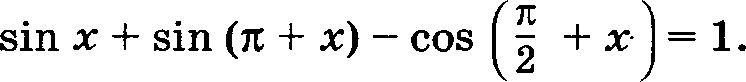 sin x + sin (π + x) − cos (π/2 + x) = 1.